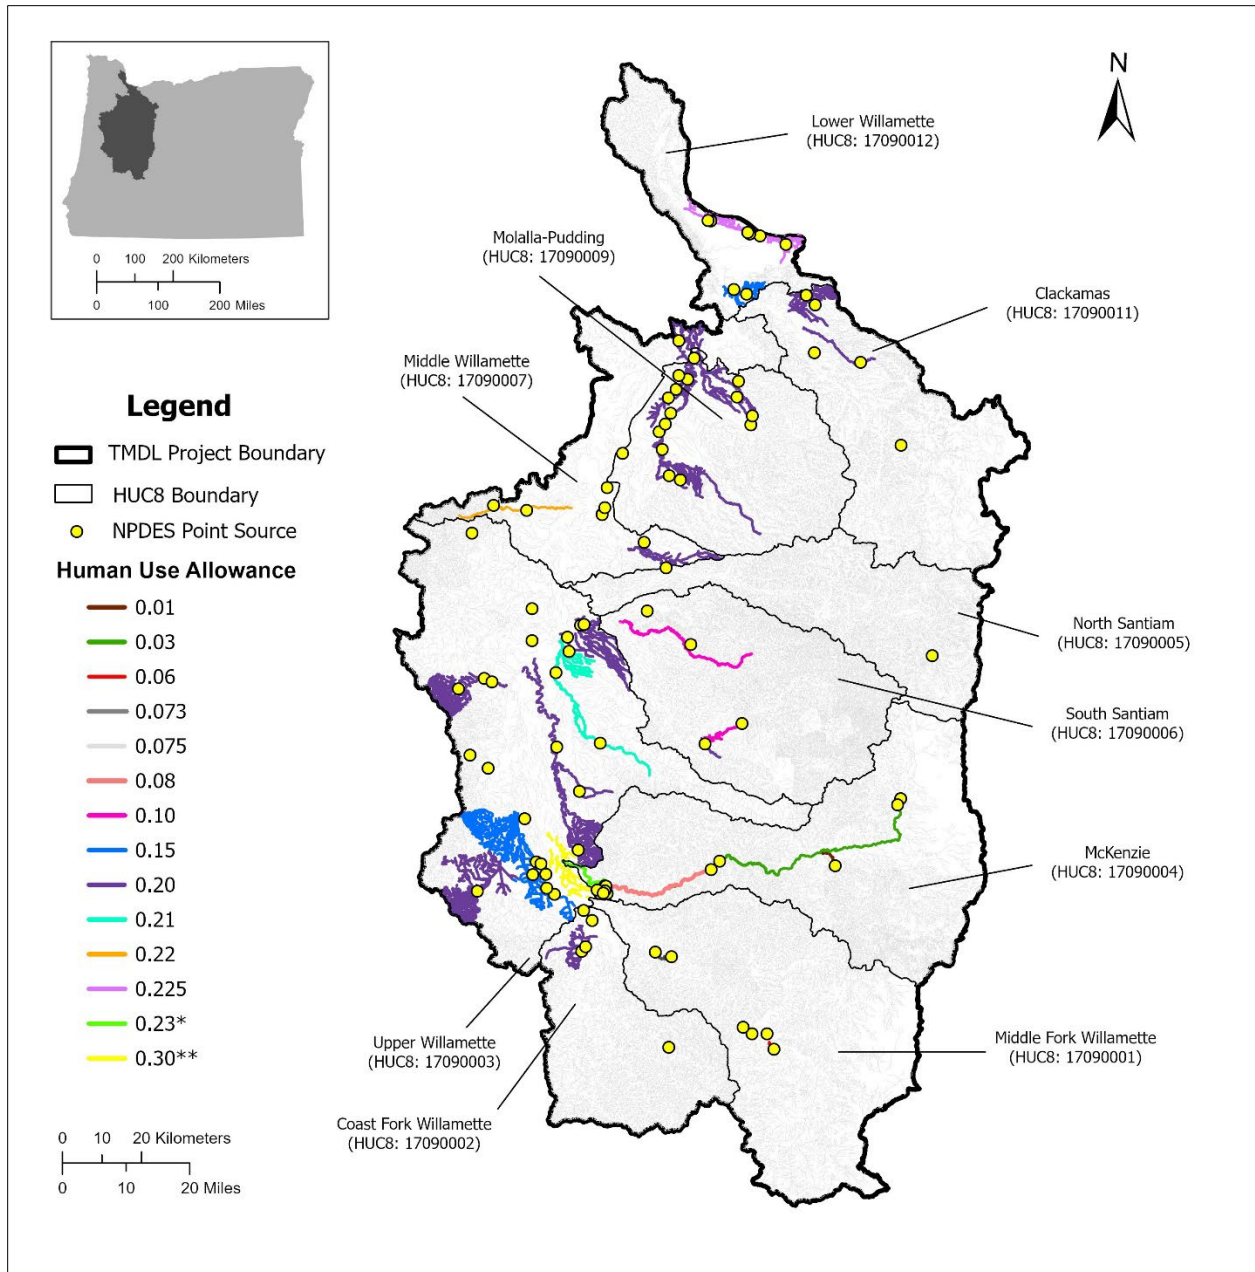 0 100 200 Kilometers
0 100 200 Miles
N
Lower Willamette
(HUC8: 17090012)
Molalla-Pudding
(HUC8: 17090009)
Clackamas
(HUC8: 17090011)
Middle Willamette
(HUC8: 17090007)
Legend
TMDL Project Boundary
HUC8 Boundary
NPDES Point Source
Human Use Allowance
0.01
0.03
0.06
0.073
0.075
0.08
0.10
0.15
0.20
0.21
0.22
0.225
0.23*
0.30**
North Santiam
(HUC8: 17090005)
South Santiam
(HUC8: 17090006)
McKenzie
(HUC8: 17090004)
Upper Willamette
(HUC8: 17090003)
Middle Fork Willamette
(HUC8: 17090001)
Coast Fork Willamette
(HUC8: 17090002)
0 10 20 Kilometers
0 10 20 Miles